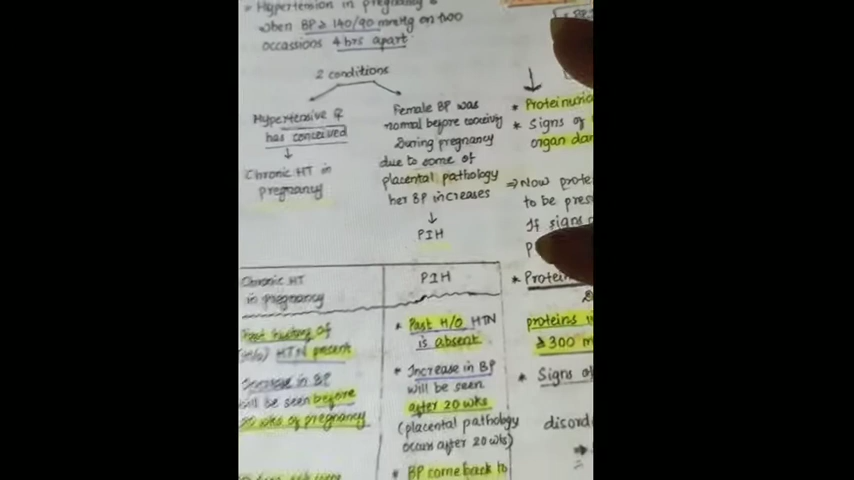 * Hypertension in pregnancy :
when BP ≥ 140/90 mmHg on two
occassions 4 hrs apart
2 conditions
Hypertensive ♀
has conceived
↓
Chronic HT in
pregnancy
Female BP was
normal before conceiving
During pregnancy
due to some of
placental pathology
her BP increases
↓
PIH
Chronic HT
in pregnancy
Past history of
(H/o) HTN present
Increase in BP
will be seen before
20 wks of pregnancy
PIH
* Past H/O HTN
is absent
* Increase in BP
will be seen
after 20 wks
(placental pathology
occurs after 20 wks)
* BP come back to
* Proteinuria
* Signs of
organ dam
⇒ Now prote
to be pres
If signs
* Protein
proteins
≥ 300 m
* Signs of
disord